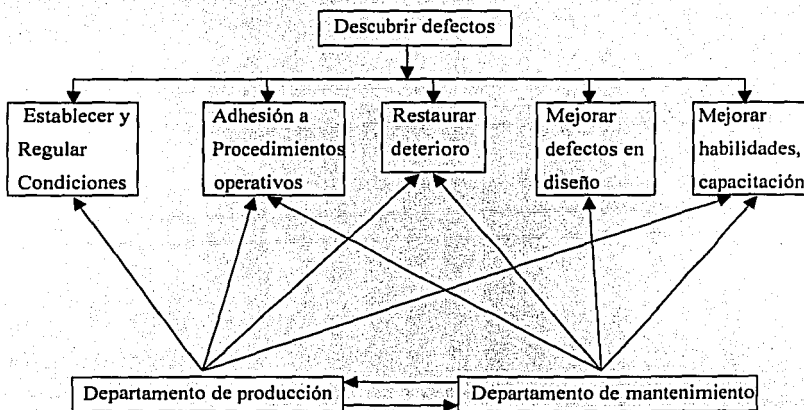 Descubrir defectos
Establecer y
Regular
Condiciones
Adhesión a
Procedimientos
operativos
Restaurar
deterioro
Mejorar
defectos en
diseño
Mejorar
habilidades,
capacitación
Departamento de producción
Departamento de mantenimiento